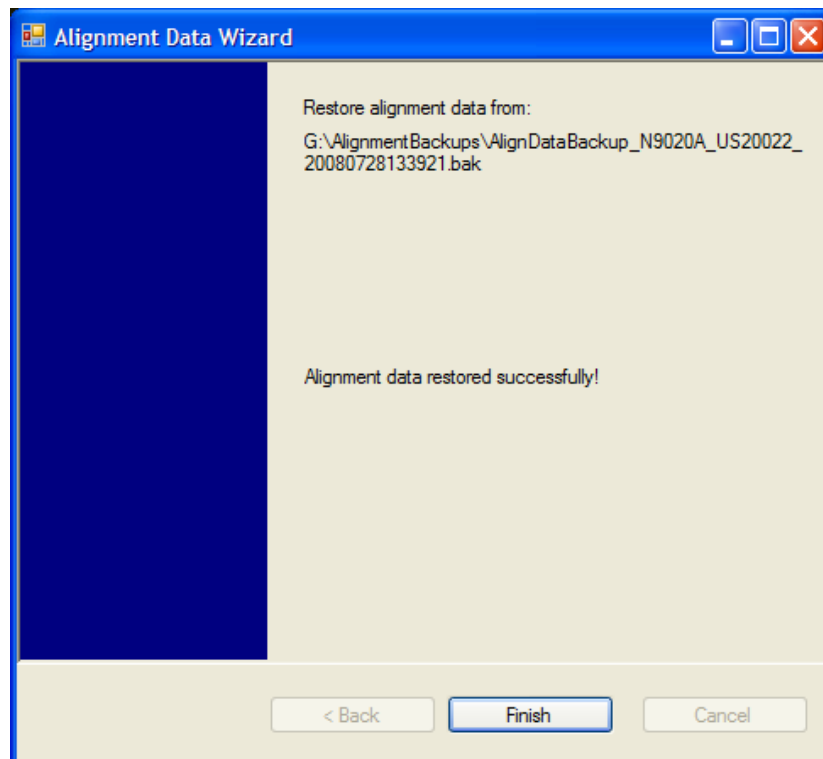 Alignment Data Wizard
Restore alignment data from:
G:\AlignmentBackups\AlignDataBackup_N9020A_US20022_
20080728133921.bak
Alignment data restored successfully!
< Back
Finish
Cancel